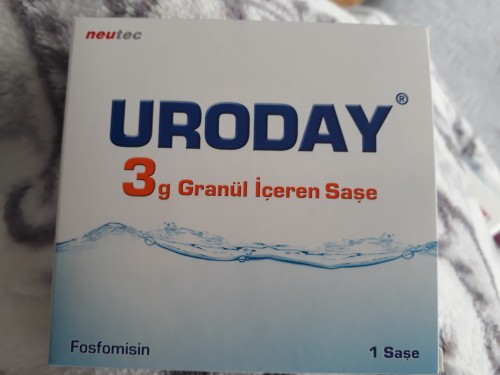 neutec
URODAY®
3g Granül İçeren Saşe
Fosfomisin
1 Saşe